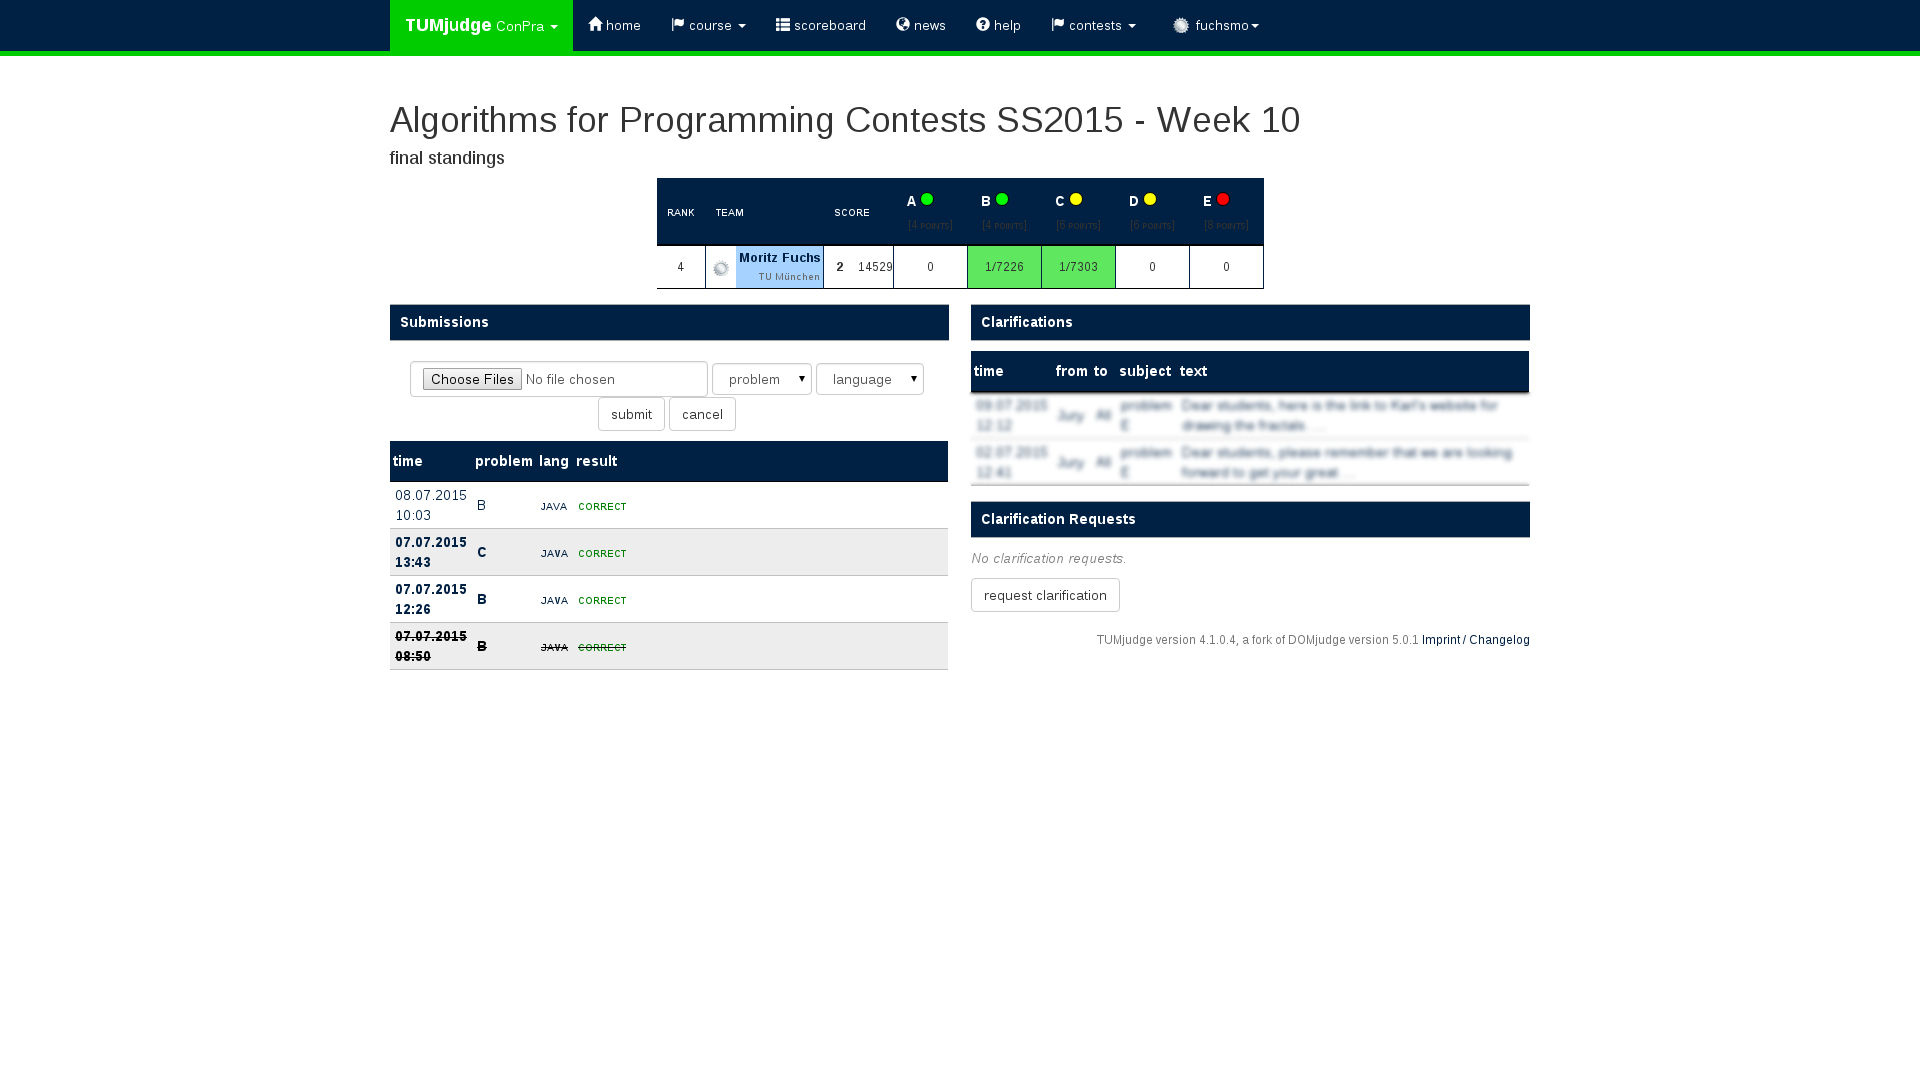 TUMjudge ConPra home course scoreboard news help contests fuchsmo
Algorithms for Programming Contests SS2015 - Week 10
final standings
RANK TEAM SCORE A B C D E
[4 POINTS] [4 POINTS] [6 POINTS] [6 POINTS] [8 POINTS]
4 Moritz Fuchs 2 14529 0 1/7226 1/7303 0 0
TU München
Submissions
Choose Files No file chosen problem language
submit cancel
time problem lang result
08.07.2015 B JAVA CORRECT
10:03
07.07.2015 C JAVA CORRECT
13:43
07.07.2015 B JAVA CORRECT
12:26
07.07.2015 B JAVA CORRECT
08:50
Clarifications
time from to subject text
09.07.2015 Jury All problem Dear students, here is the link to Karl's website for
12:12 E drawing the fractals. ...
02.07.2015 Jury All problem Dear students, please remember that we are looking
12:41 E forward to get your great ...
Clarification Requests
No clarification requests.
request clarification
TUMjudge version 4.1.0.4, a fork of DOMjudge version 5.0.1 Imprint / Changelog